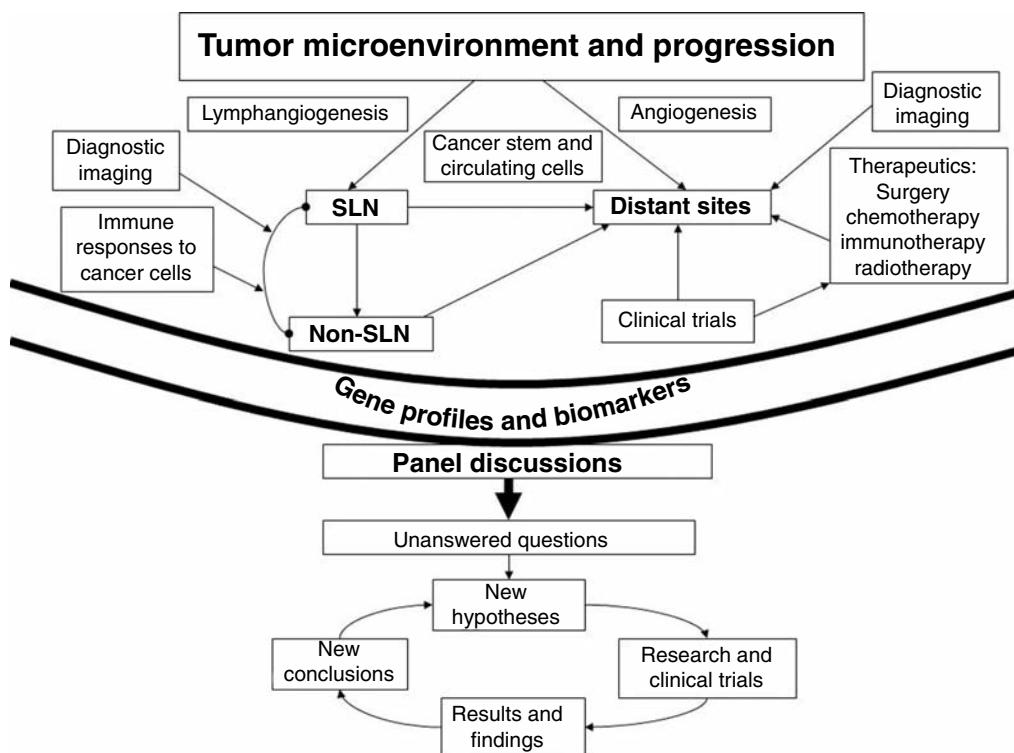 Tumor microenvironment and progression
Lymphangiogenesis
Angiogenesis
Diagnostic
imaging
Diagnostic
imaging
Cancer stem and
circulating cells
Therapeutics:
Surgery
chemotherapy
immunotherapy
radiotherapy
SLN
Distant sites
Immune
responses to
cancer cells
Non-SLN
Clinical trials
Gene profiles and biomarkers
Panel discussions
Unanswered questions
New
hypotheses
New
conclusions
Research and
clinical trials
Results and
findings